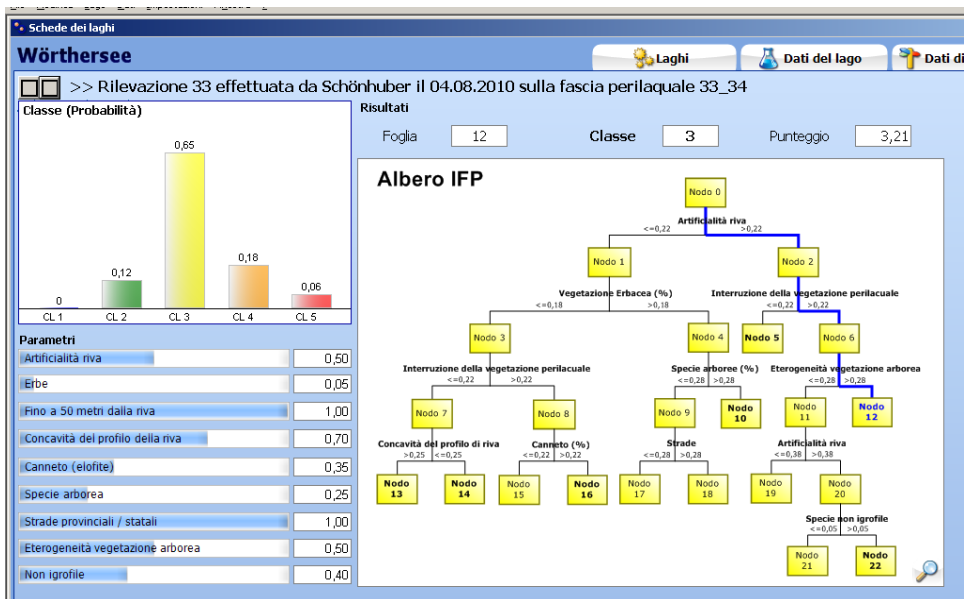 Schede dei laghi
Wörthersee
Laghi
Dati del lago
Dati di
>> Rilevazione 33 effettuata da Schönhuber il 04.08.2010 sulla fascia perilaquale 33_34
Classe (Probabilità)
0,65
0,18
0,12
0,06
0
CL 1 CL 2 CL 3 CL 4 CL 5
Parametri
Artificialità riva 0,50
Erbe 0,05
Fino a 50 metri dalla riva 1,00
Concavità del profilo della riva 0,70
Canneto (elofite) 0,35
Specie arborea 0,25
Strade provinciali / statali 1,00
Eterogeneità vegetazione arborea 0,50
Non igrofile 0,40
Risultati
Foglia 12 Classe 3 Punteggio 3,21
Albero IFP
Nodo 0
Artificialità riva
<=0,22 >0,22
Nodo 1 Nodo 2
Vegetazione Erbacea (%) Interruzione della vegetazione perilacuale
<=0,18 >0,18 <=0,22 >0,22
Nodo 3 Nodo 4 Nodo 5 Nodo 6
Interruzione della vegetazione perilacuale Specie arboree (%) Eterogeneità vegetazione arborea
<=0,22 >0,22 <=0,28 >0,28 <=0,28 >0,28
Nodo 7 Nodo 8 Nodo 9 Nodo 10 Nodo 11 Nodo 12
Concavità del profilo di riva Canneto (%) Strade Artificialità riva
>0,25 <=0,25 <=0,22 >0,22 <=0,28 >0,28 <=0,38 >0,38
Nodo 13 Nodo 14 Nodo 15 Nodo 16 Nodo 17 Nodo 18 Nodo 19 Nodo 20
Specie non igrofile
<=0,05 >0,05
Nodo 21 Nodo 22